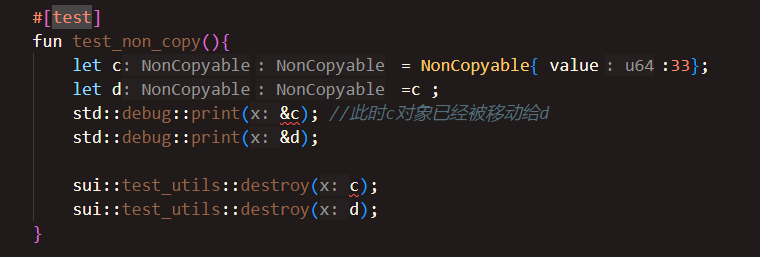 #[test]
fun test_non_copy(){
let c: NonCopyable: NonCopyable = NonCopyable{ value: u64 :33};
let d: NonCopyable: NonCopyable =c ;
std::debug::print(x: &c); //此时c对象已经被移动给d
std::debug::print(x: &d);
sui::test_utils::destroy(x: c);
sui::test_utils::destroy(x: d);
}